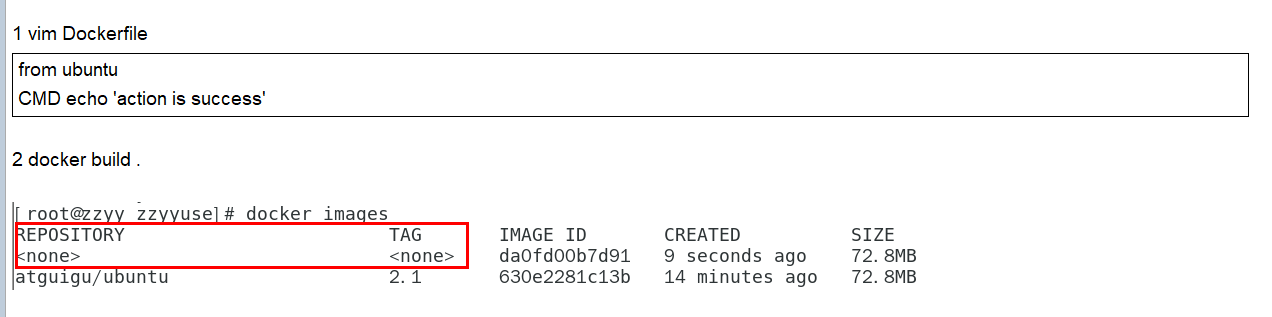 1 vim Dockerfile
from ubuntu
CMD echo 'action is success'
2 docker build .
[root@zzyy zzyyuse]# docker images
REPOSITORY TAG IMAGE ID CREATED SIZE
<none> <none> da0fd00b7d91 9 seconds ago 72.8MB
atguigu/ubuntu 2.1 630e2281c13b 14 minutes ago 72.8MB